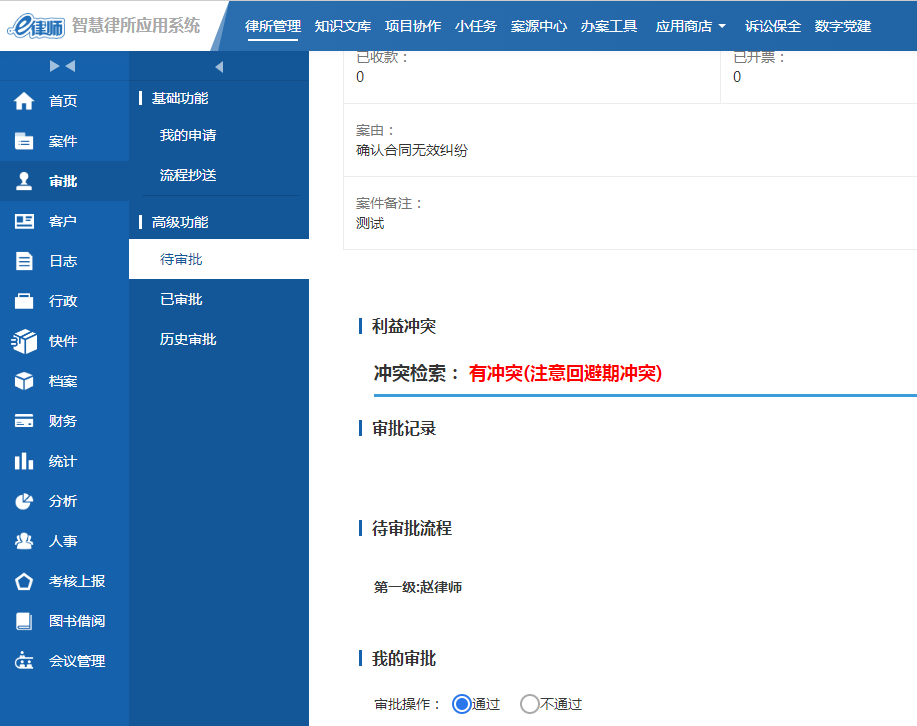 e律师 智慧律所应用系统 律所管理 知识文库 项目协作 小任务 案源中心 办案工具 应用商店 诉讼保全 数字党建
首页
案件
审批
客户
日志
行政
快件
档案
财务
统计
分析
人事
考核上报
图书借阅
会议管理
基础功能
我的申请
流程抄送
高级功能
待审批
已审批
历史审批
已收款： 已开票：
0 0
案由：
确认合同无效纠纷
案件备注：
测试
利益冲突
冲突检索： 有冲突(注意回避期冲突)
审批记录
待审批流程
第一级:赵律师
我的审批
审批操作： 通过 不通过